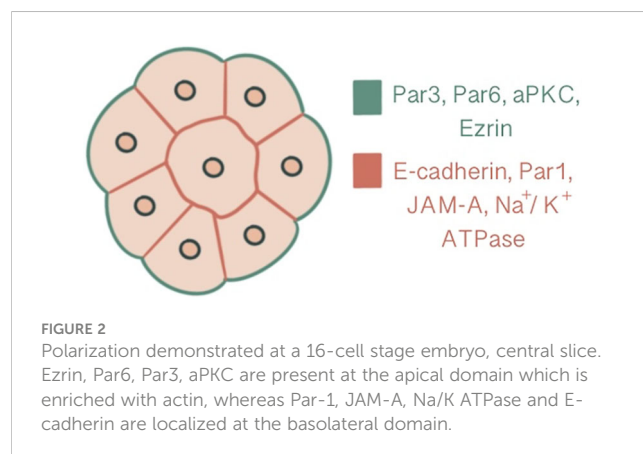 Par3, Par6, aPKC,
Ezrin
E-cadherin, Par1,
JAM-A, Na⁺/ K⁺
ATPase
FIGURE 2
Polarization demonstrated at a 16-cell stage embryo, central slice.
Ezrin, Par6, Par3, aPKC are present at the apical domain which is
enriched with actin, whereas Par-1, JAM-A, Na/K ATPase and E-
cadherin are localized at the basolateral domain.